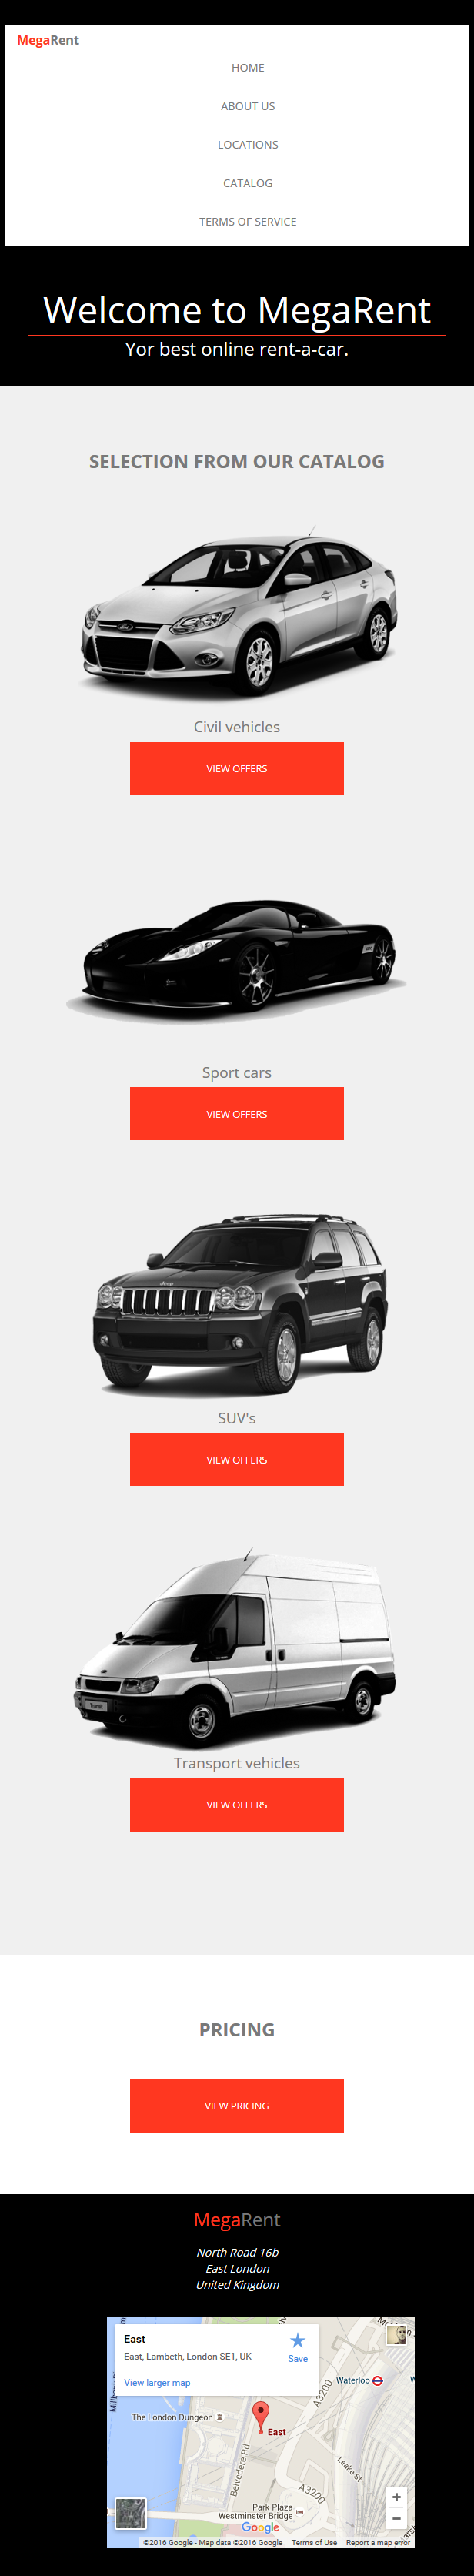 MegaRent
HOME
ABOUT US
LOCATIONS
CATALOG
TERMS OF SERVICE
Welcome to MegaRent
Yor best online rent-a-car.
SELECTION FROM OUR CATALOG
Civil vehicles
VIEW OFFERS
Sport cars
VIEW OFFERS
Jeep
SUV's
VIEW OFFERS
Transit
Transport vehicles
VIEW OFFERS
PRICING
VIEW PRICING
MegaRent
North Road 16b
East London
United Kingdom
East
East, Lambeth, London SE1, UK
Save
View larger map
Waterloo
A3200
The London Dungeon
East
Belvedere Rd
Leake St
A3200
Park Plaza
Westminster Bridge
Google
+
−
©2016 Google - Map data ©2016 Google Terms of Use Report a map error